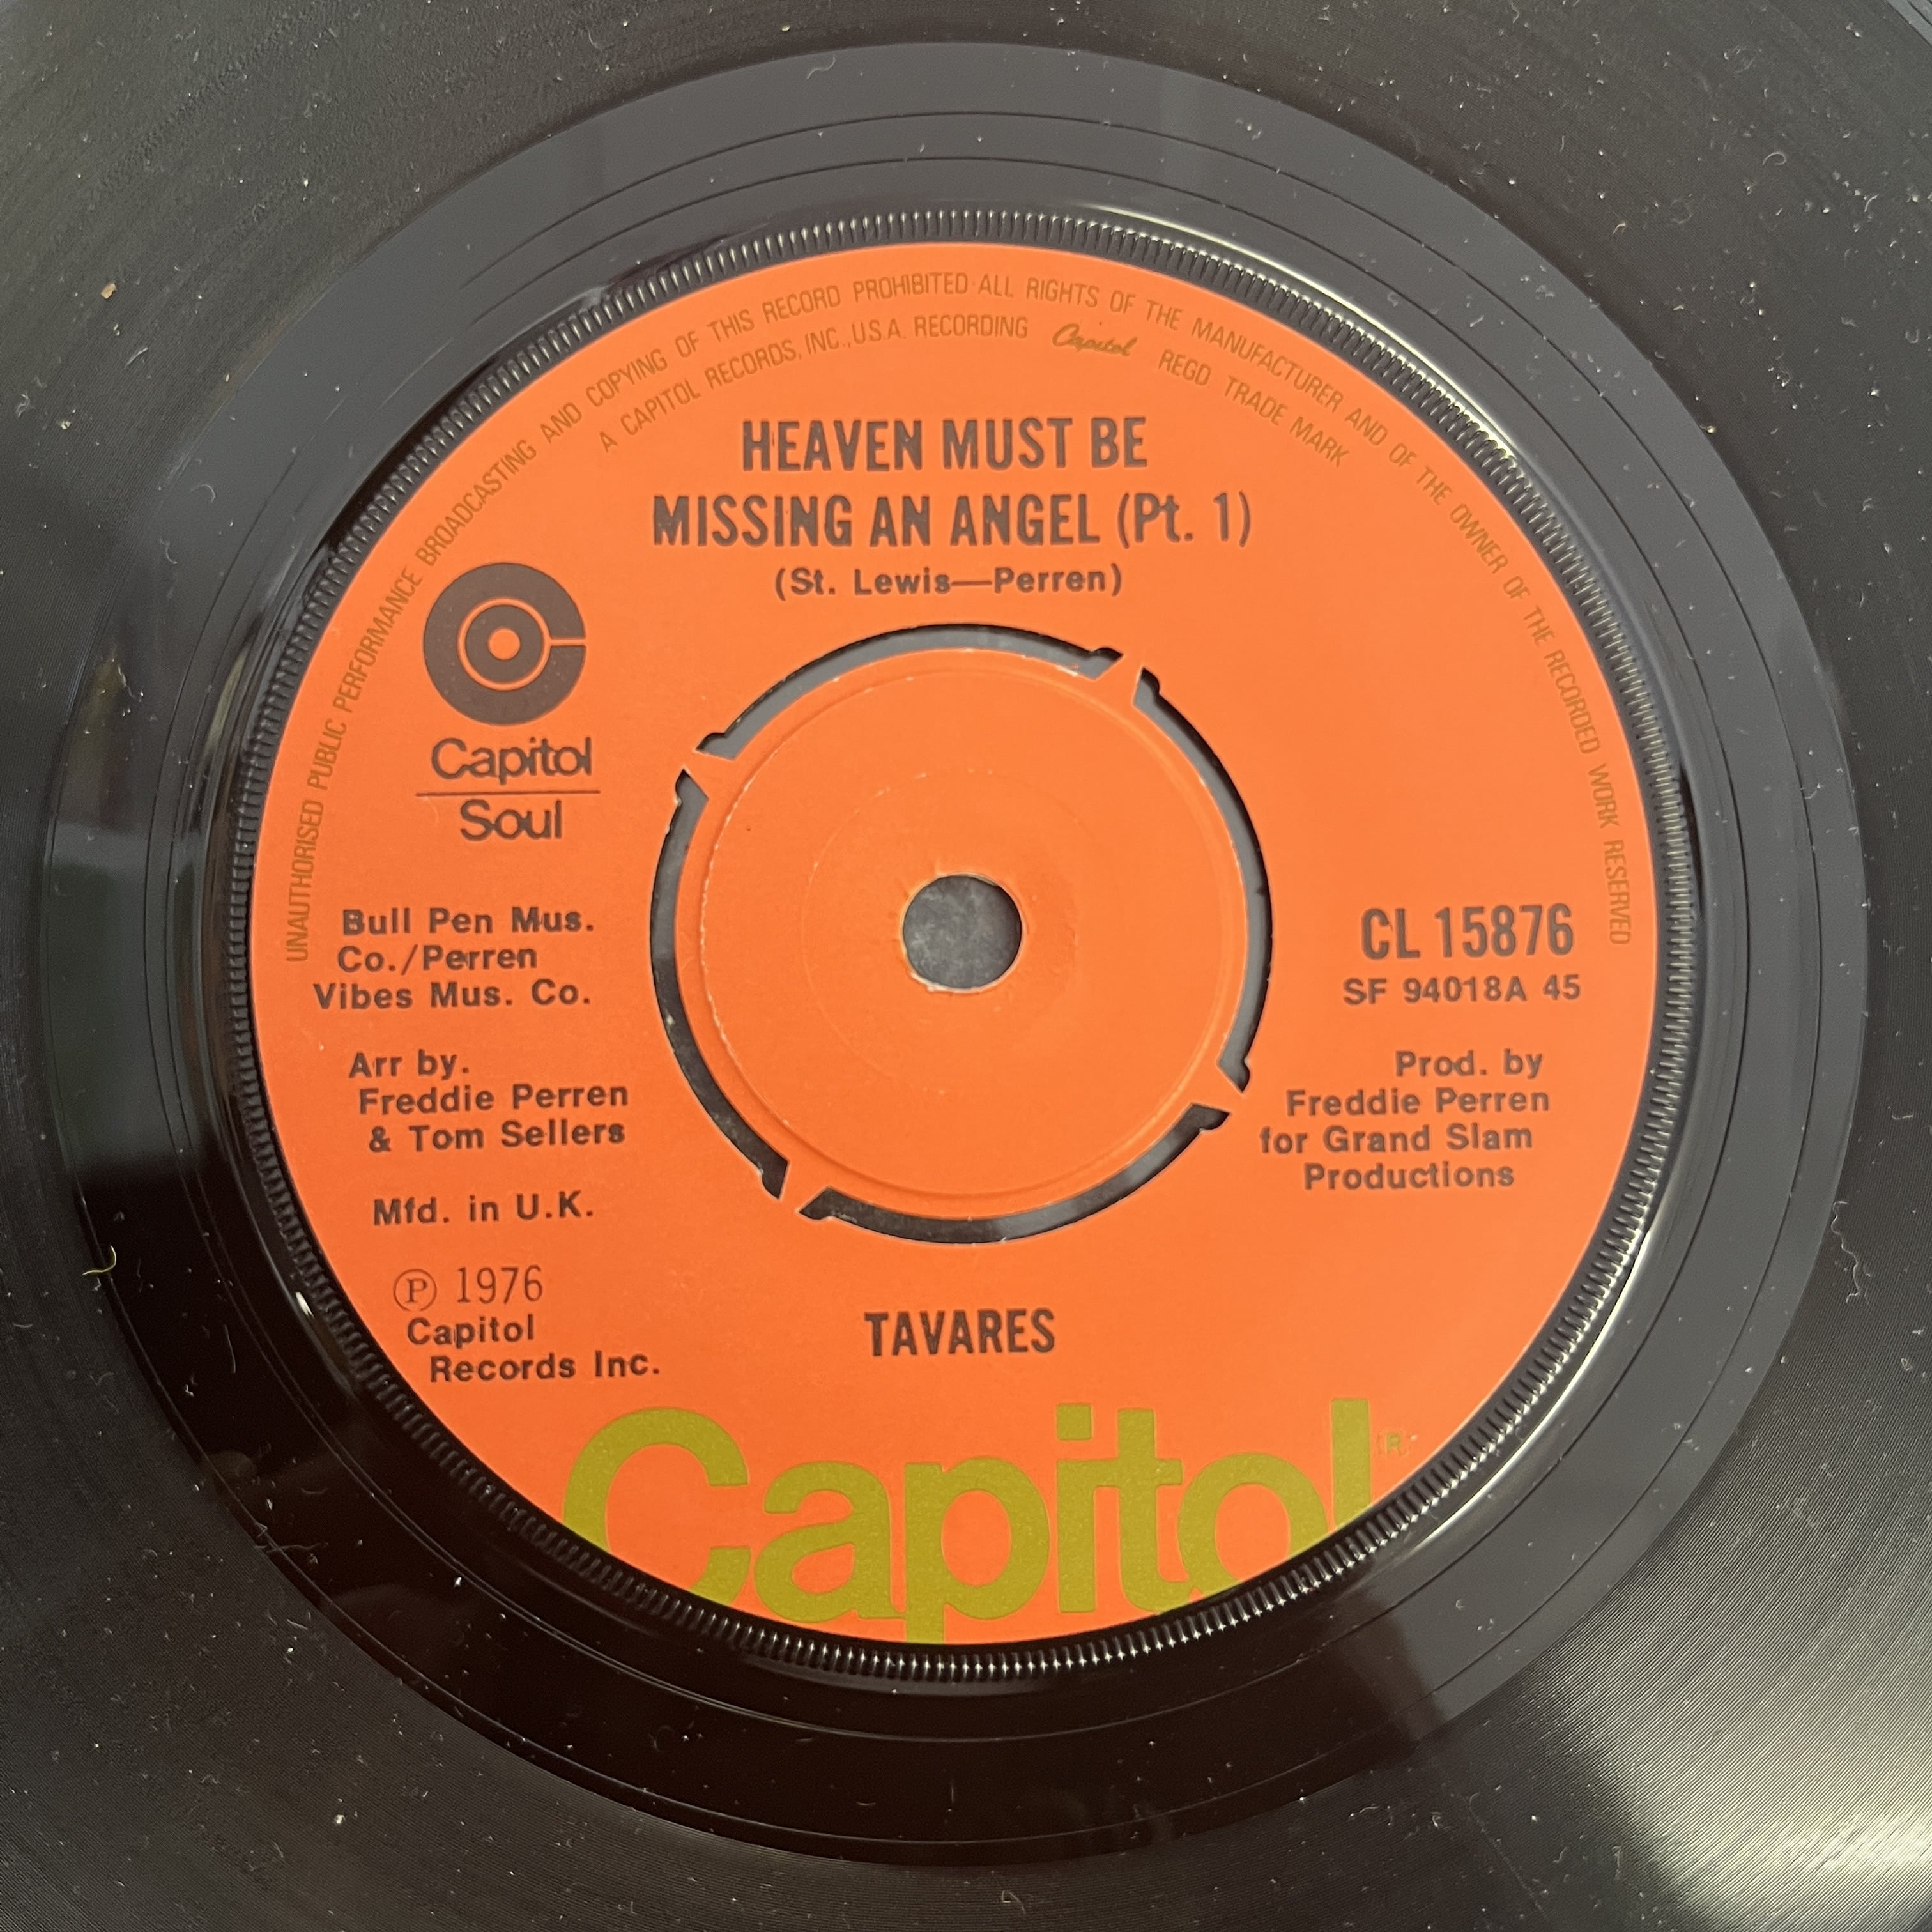 UNAUTHORISED PUBLIC PERFORMANCE BROADCASTING AND COPYING OF THIS RECORD PROHIBITED·ALL RIGHTS OF THE MANUFACTURER AND OF THE OWNER OF THE RECORDED WORK RESERVED
A CAPITOL RECORDS, INC., U.S.A. RECORDING Capitol REGD TRADE MARK
HEAVEN MUST BE
MISSING AN ANGEL (Pt. 1)
(St. Lewis—Perren)
Capitol
Soul
Bull Pen Mus.
Co./Perren
Vibes Mus. Co.
CL 15876
SF 94018A 45
Arr by.
Freddie Perren
& Tom Sellers
Prod. by
Freddie Perren
for Grand Slam
Productions
Mfd. in U.K.
℗ 1976
Capitol
Records Inc.
TAVARES
Capitol®